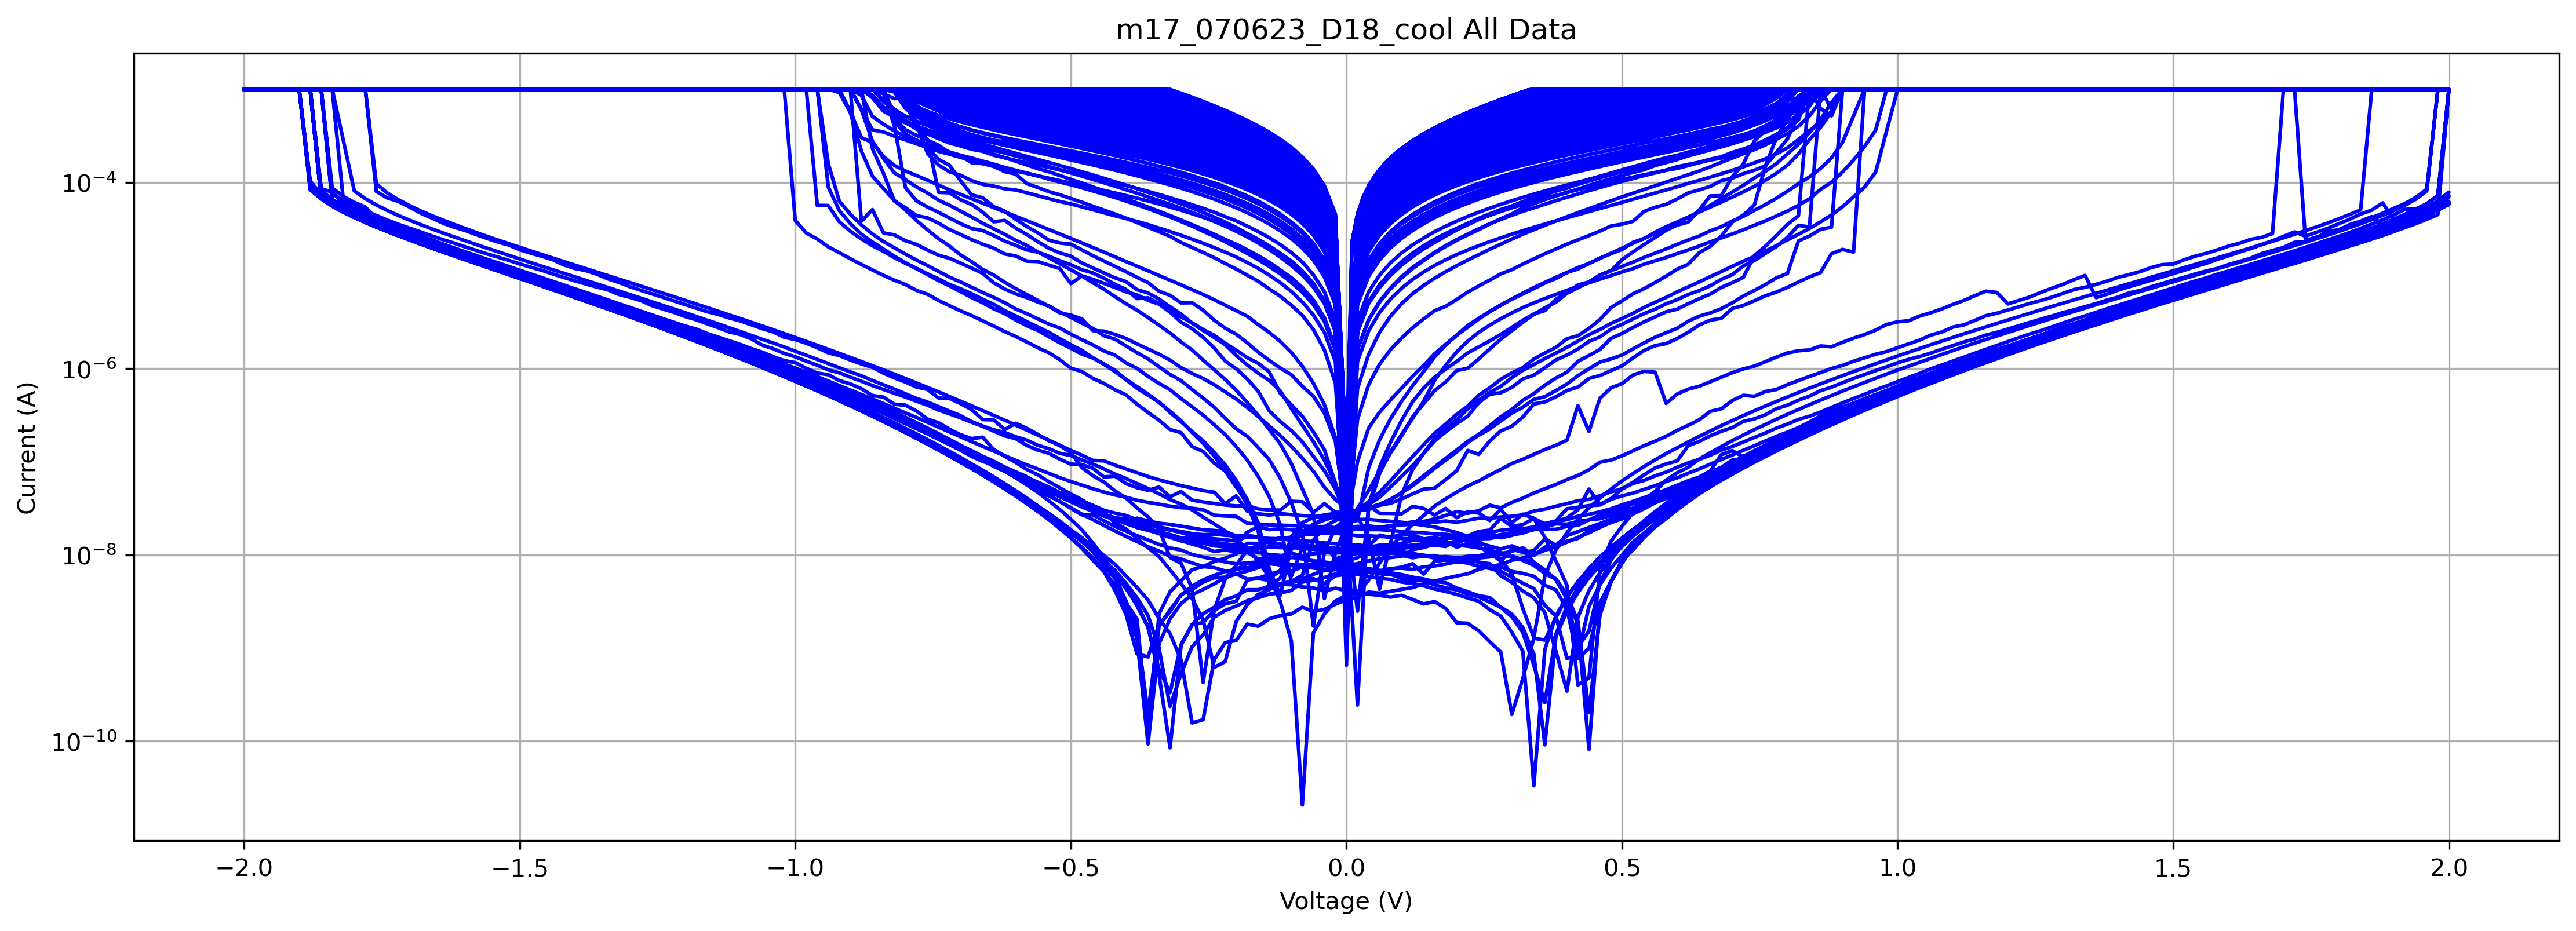 m17_070623_D18_cool All Data
Current (A)
10⁻⁴
10⁻⁶
10⁻⁸
10⁻¹⁰
−2.0 −1.5 −1.0 −0.5 0.0 0.5 1.0 1.5 2.0
Voltage (V)